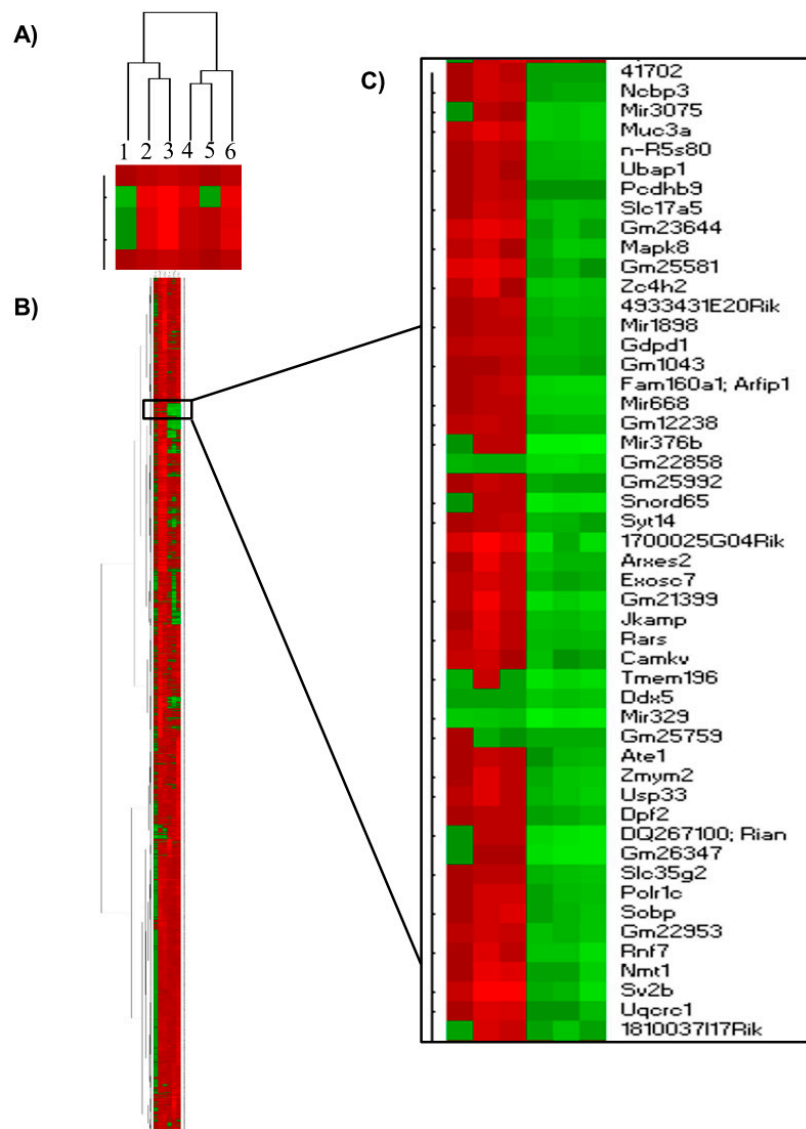 A)
1 2 3 4 5 6
B)
C)
41702
Ncbp3
Mir3075
Muc3a
n-R5s80
Ubap1
Pcdhb9
Slc17a5
Gm23644
Mapk8
Gm25581
Zc4h2
4933431E20Rik
Mir1898
Gdpd1
Gm1043
Fam160a1; Arfip1
Mir668
Gm12238
Mir376b
Gm22858
Gm25992
Snord65
Syt14
1700025G04Rik
Arxes2
Exosc7
Gm21399
Jkamp
Rars
Camkv
Tmem196
Ddx5
Mir329
Gm25759
Ate1
Zmym2
Usp33
Dpf2
DQ267100; Rian
Gm26347
Slc35g2
Polr1c
Sobp
Gm22953
Rnf7
Nmt1
Sv2b
Uqcrc1
1810037I17Rik